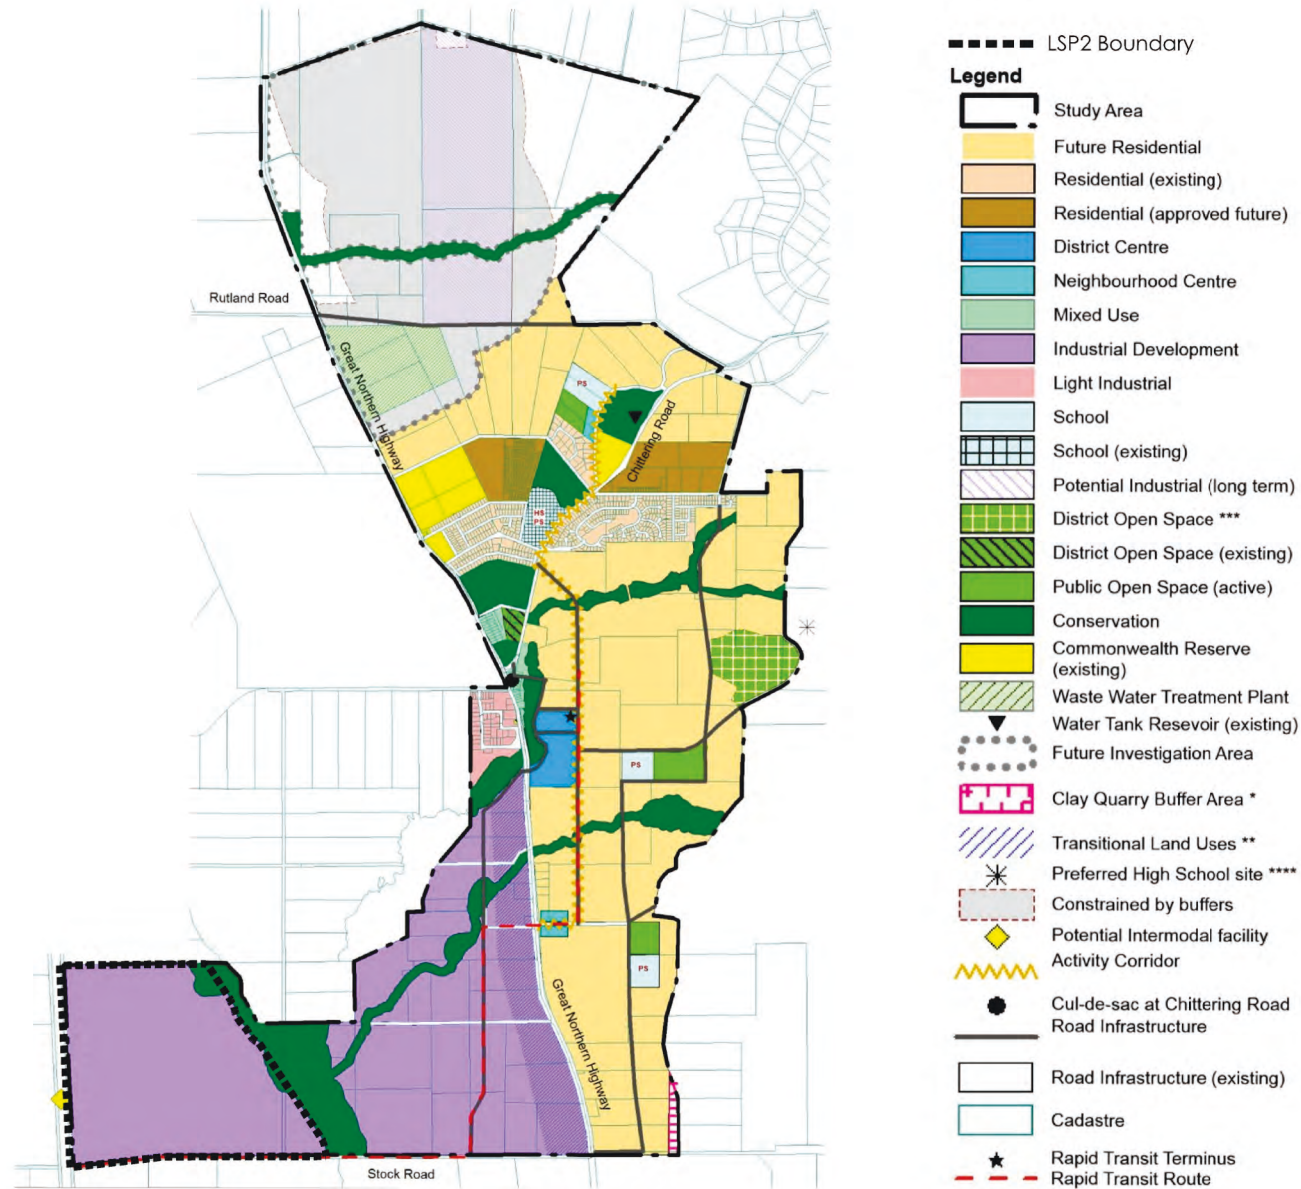 LSP2 Boundary
Legend
Study Area
Future Residential
Residential (existing)
Residential (approved future)
District Centre
Neighbourhood Centre
Mixed Use
Industrial Development
Light Industrial
School
School (existing)
Potential Industrial (long term)
District Open Space ***
District Open Space (existing)
Public Open Space (active)
Conservation
Commonwealth Reserve
(existing)
Waste Water Treatment Plant
Water Tank Resevoir (existing)
Future Investigation Area
Clay Quarry Buffer Area *
Transitional Land Uses **
Preferred High School site ****
Constrained by buffers
Potential Intermodal facility
Activity Corridor
Cul-de-sac at Chittering Road
Road Infrastructure
Road Infrastructure (existing)
Cadastre
Rapid Transit Terminus
Rapid Transit Route
Rutland Road
Great Northern Highway
PS
Chittering Road
HS
PS
PS
PS
Great Northern Highway
Stock Road